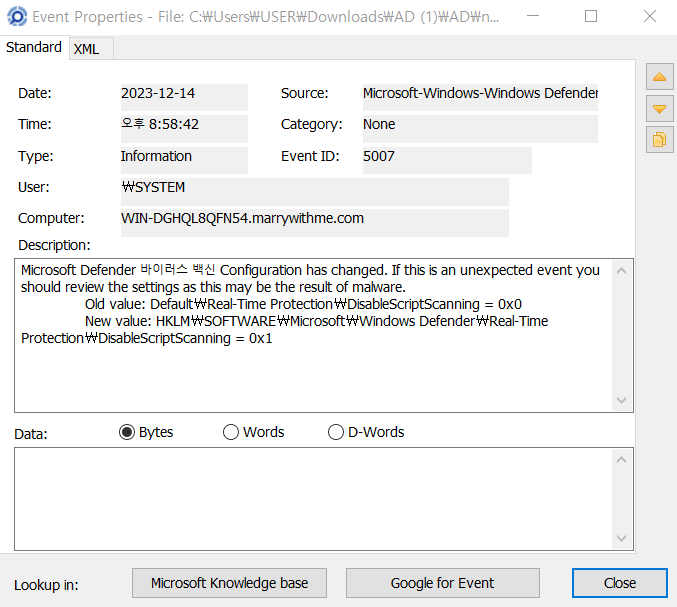 Event Properties - File: C:₩Users₩USER₩Downloads₩AD (1)₩AD₩n...
Standard XML
Date: 2023-12-14 Source: Microsoft-Windows-Windows Defender
Time: 오후 8:58:42 Category: None
Type: Information Event ID: 5007
User: ₩SYSTEM
Computer: WIN-DGHQL8QFN54.marrywithme.com
Description:
Microsoft Defender 바이러스 백신 Configuration has changed. If this is an unexpected event you
should review the settings as this may be the result of malware.
Old value: Default₩Real-Time Protection₩DisableScriptScanning = 0x0
New value: HKLM₩SOFTWARE₩Microsoft₩Windows Defender₩Real-Time
Protection₩DisableScriptScanning = 0x1
Data: Bytes Words D-Words
Lookup in: Microsoft Knowledge base Google for Event Close